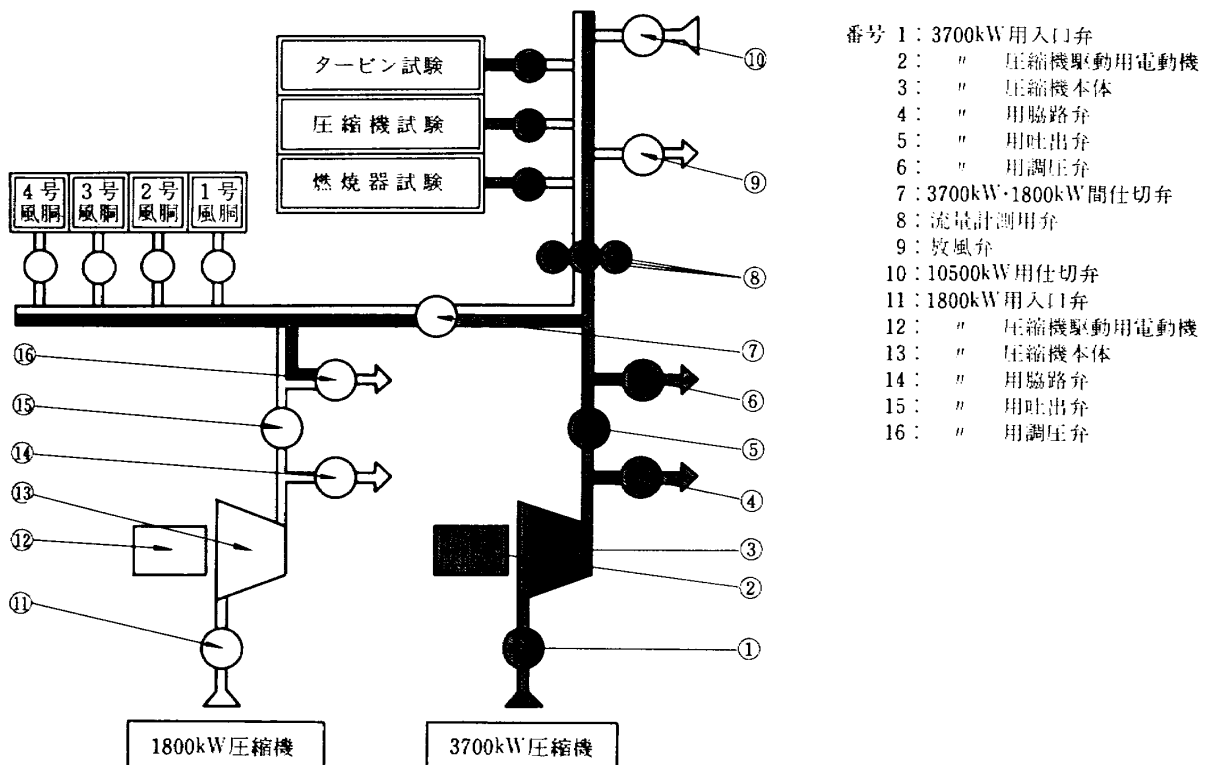 タービン試験
圧縮機試験
燃焼器試験
4号
風胴
3号
風胴
2号
風胴
1号
風胴
⑩
⑨
⑧
⑦
⑯
⑥
⑮
⑤
⑭
④
⑬
③
⑫
②
⑪
①
1800kW圧縮機
3700kW圧縮機
番号 1：3700kW用入口弁
2： 〃 圧縮機駆動用電動機
3： 〃 圧縮機本体
4： 〃 用脇路弁
5： 〃 用吐出弁
6： 〃 用調圧弁
7：3700kW・1800kW間仕切弁
8：流量計測用弁
9：放風弁
10：10500kW用仕切弁
11：1800kW用入口弁
12： 〃 圧縮機駆動用電動機
13： 〃 圧縮機本体
14： 〃 用脇路弁
15： 〃 用吐出弁
16： 〃 用調圧弁